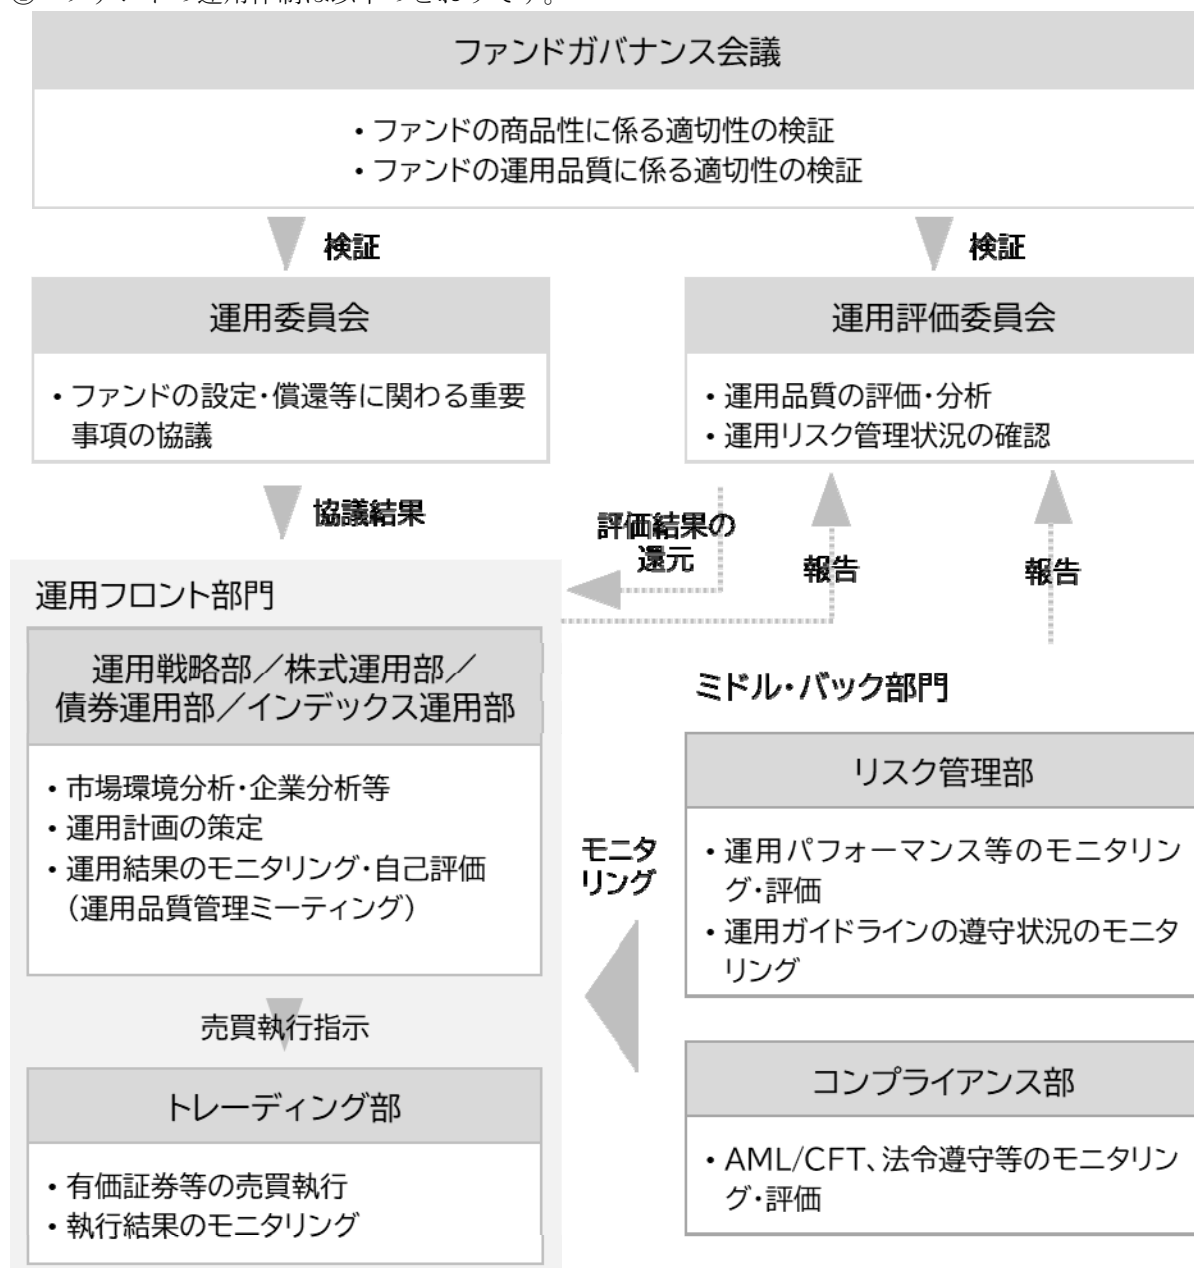 ファンドガバナンス会議
・ファンドの商品性に係る適切性の検証
・ファンドの運用品質に係る適切性の検証
検証
検証
運用委員会
・ファンドの設定・償還等に関わる重要
事項の協議
運用評価委員会
・運用品質の評価・分析
・運用リスク管理状況の確認
協議結果
評価結果の
還元
報告
報告
運用フロント部門
運用戦略部／株式運用部／
債券運用部／インデックス運用部
・市場環境分析・企業分析等
・運用計画の策定
・運用結果のモニタリング・自己評価
（運用品質管理ミーティング）
売買執行指示
トレーディング部
・有価証券等の売買執行
・執行結果のモニタリング
モニタ
リング
ミドル・バック部門
リスク管理部
・運用パフォーマンス等のモニタリン
グ・評価
・運用ガイドラインの遵守状況のモニタ
リング
コンプライアンス部
・AML/CFT、法令遵守等のモニタリン
グ・評価